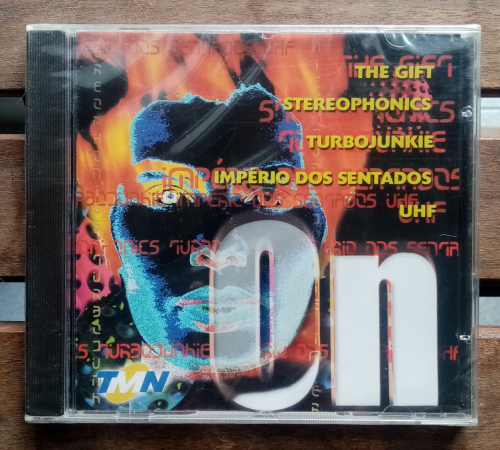 THE GIFT
STEREOPHONICS
TURBOJUNKIE
IMPÉRIO DOS SENTADOS
UHF
on
TMN